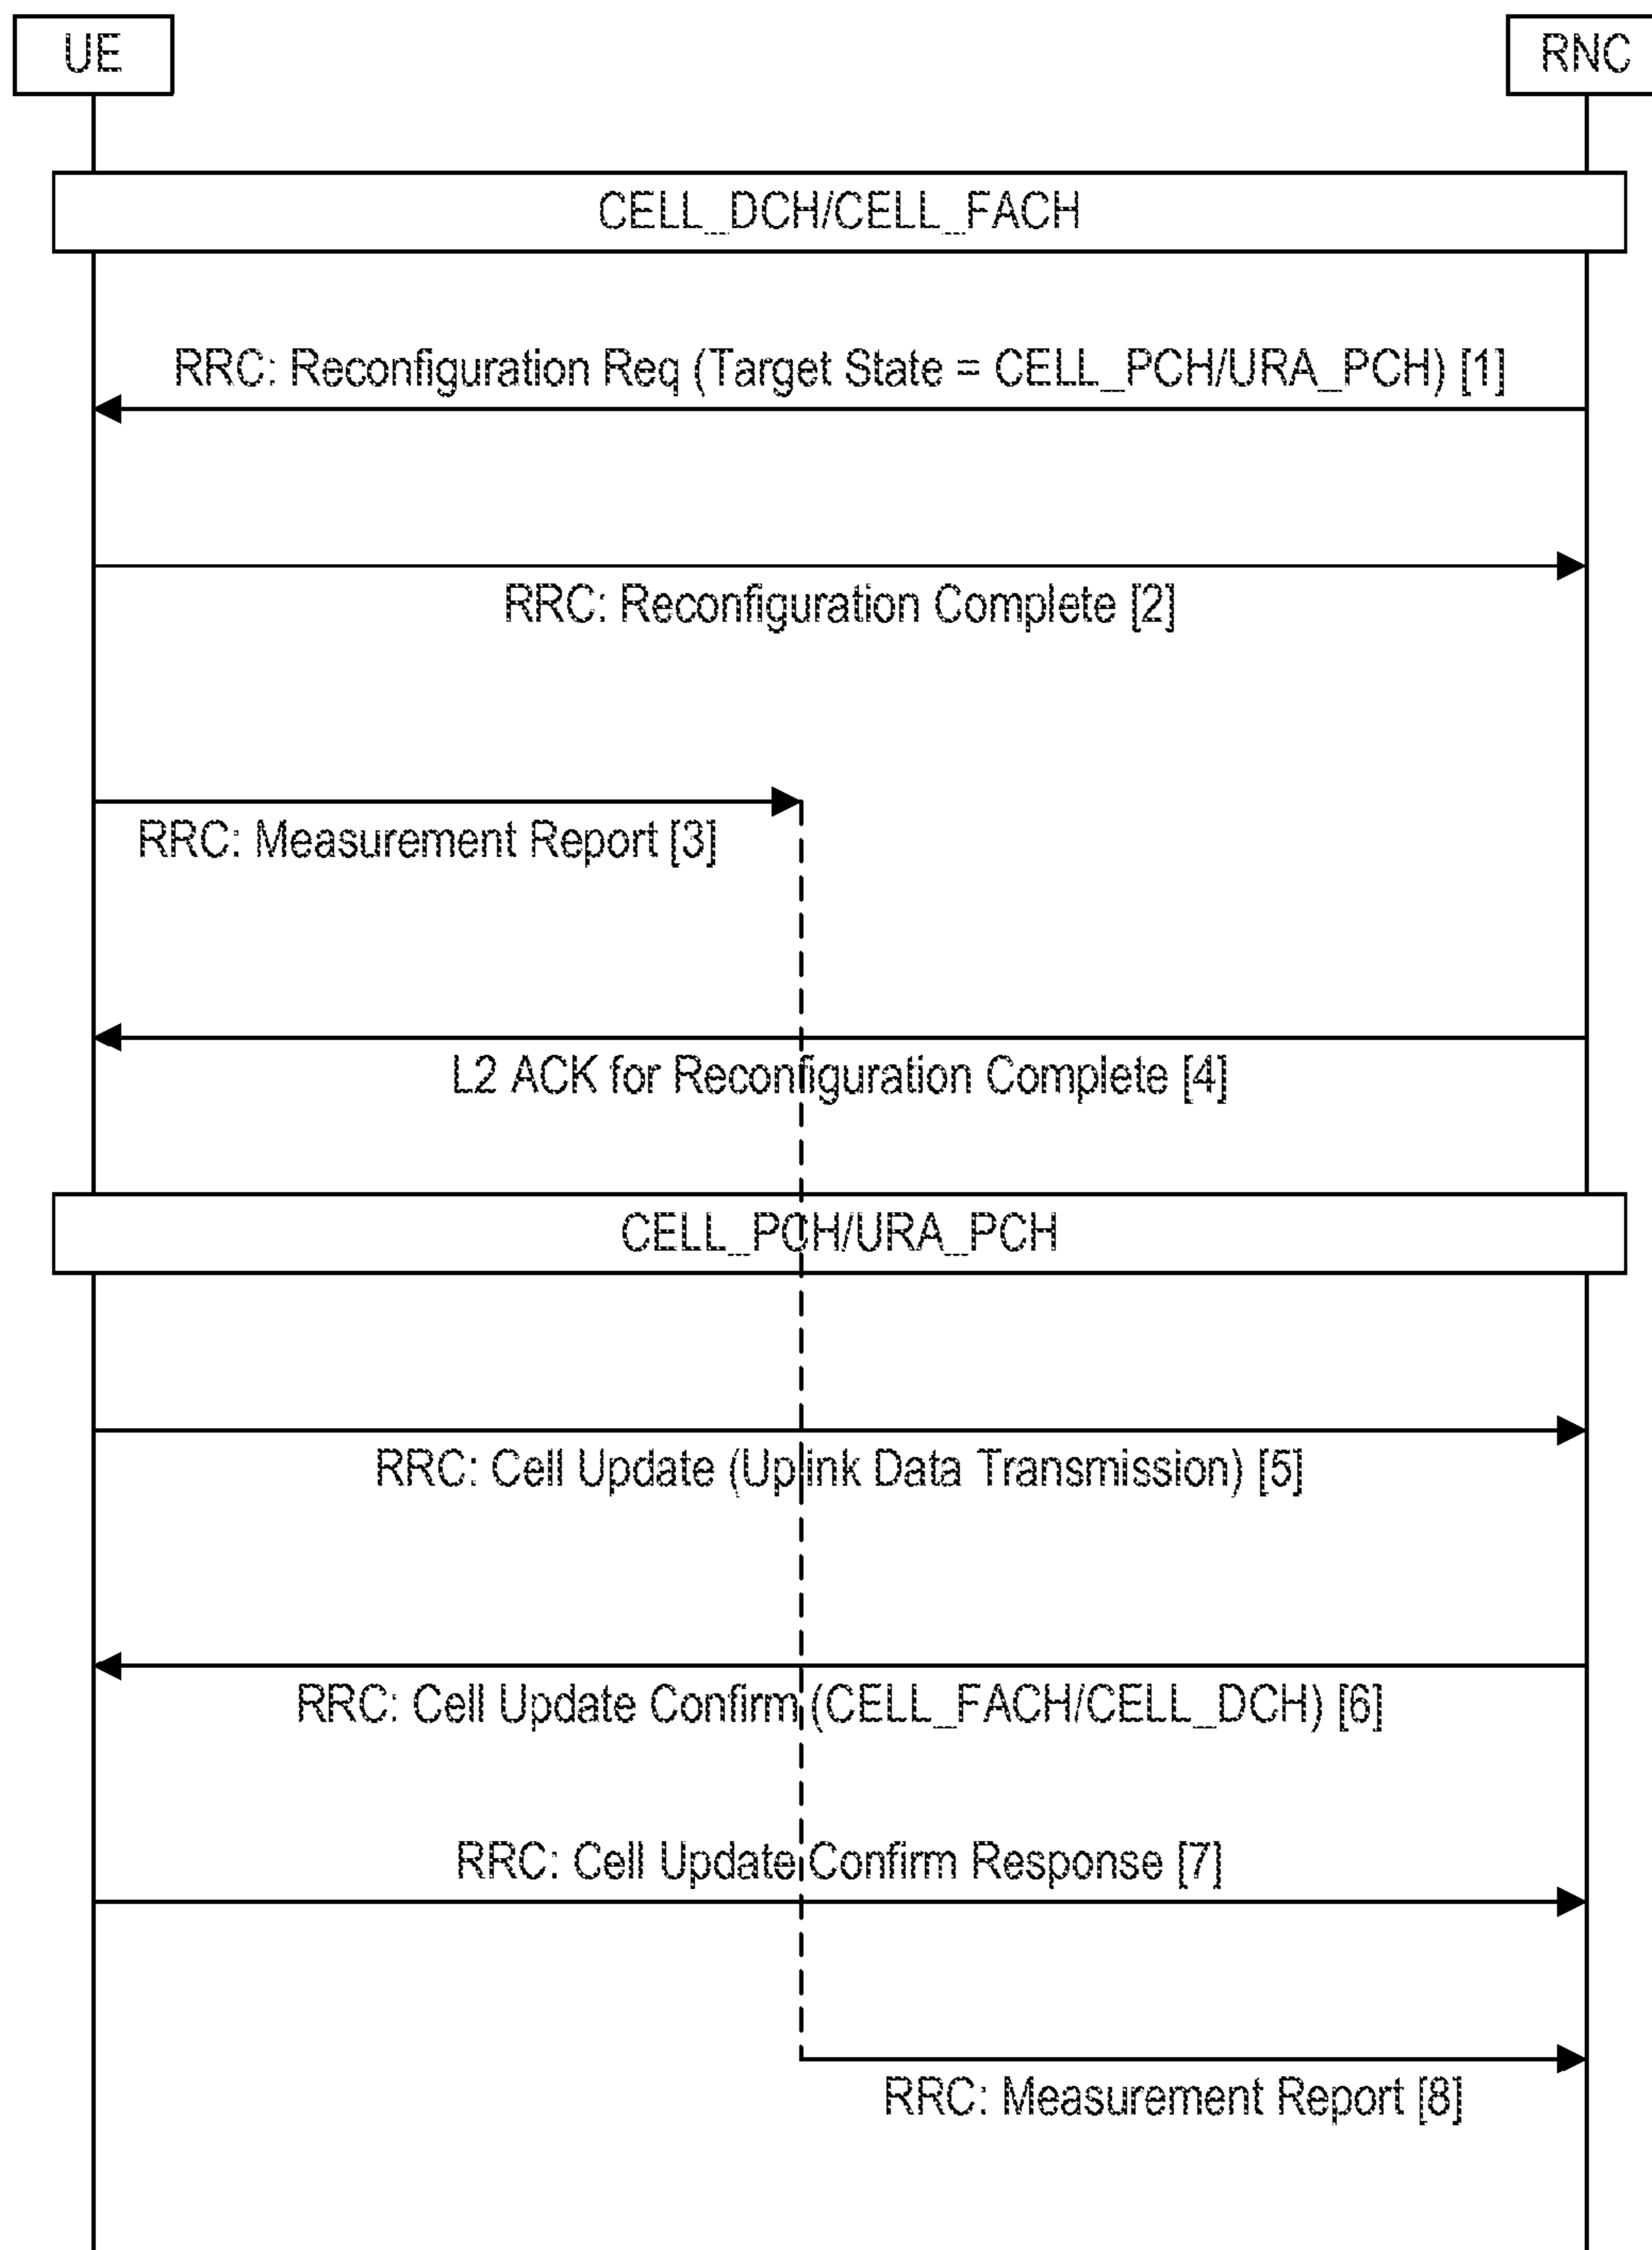 UE
RNC
CELL_DCH/CELL_FACH
RRC: Reconfiguration Req (Target State = CELL_PCH/URA_PCH) [1]
RRC: Reconfiguration Complete [2]
RRC: Measurement Report [3]
L2 ACK for Reconfiguration Complete [4]
CELL_PCH/URA_PCH
RRC: Cell Update (Uplink Data Transmission) [5]
RRC: Cell Update Confirm (CELL_FACH/CELL_DCH) [6]
RRC: Cell Update Confirm Response [7]
RRC: Measurement Report [8]